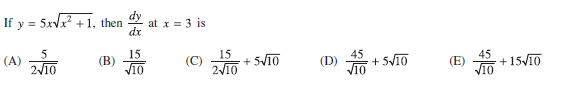 If y = 5x√(x² + 1), then dy/dx at x = 3 is
(A) 5/(2√10) (B) 15/√10 (C) 15/(2√10) + 5√10 (D) 45/√10 + 5√10 (E) 45/√10 + 15√10